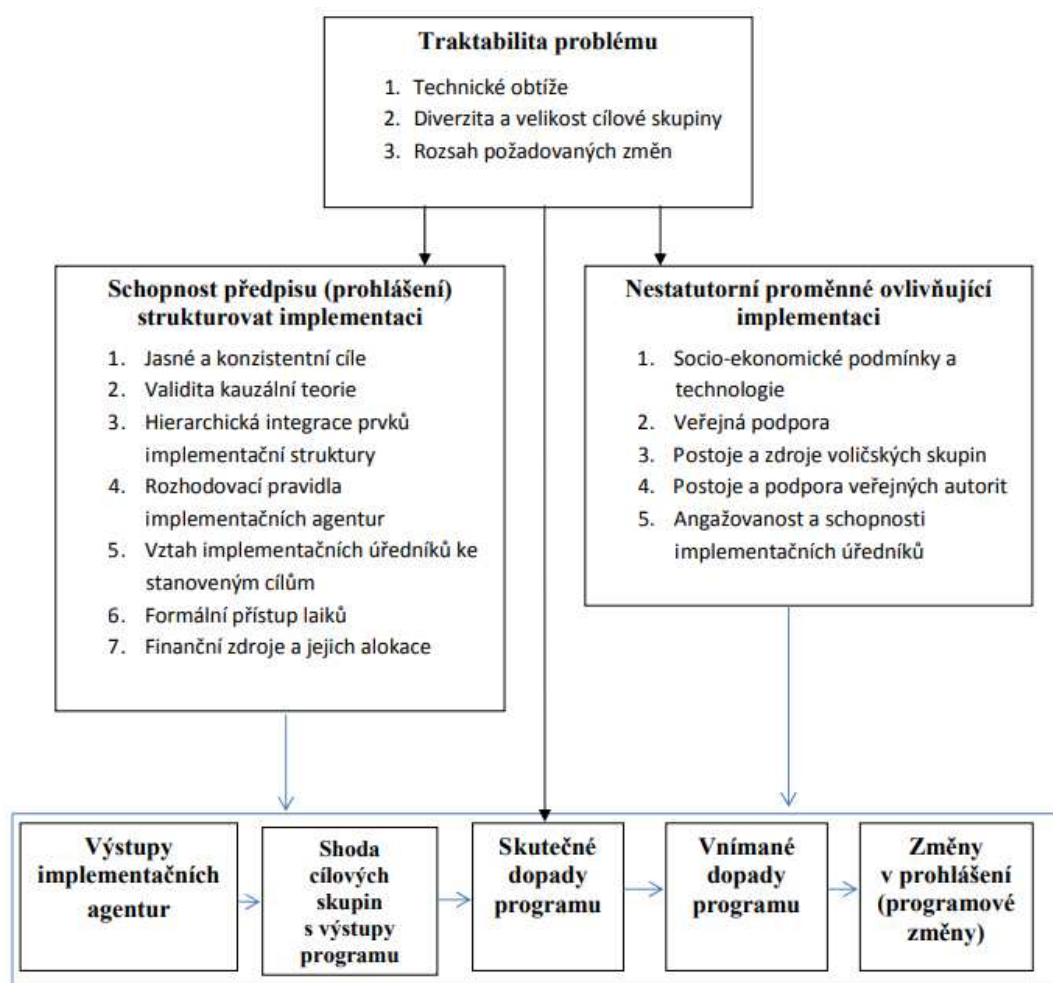 Traktabilita problému
1. Technické obtíže
2. Diverzita a velikost cílové skupiny
3. Rozsah požadovaných změn
Schopnost předpisu (prohlášení)
strukturovat implementaci
1. Jasné a konzistentní cíle
2. Validita kauzální teorie
3. Hierarchická integrace prvků
implementační struktury
4. Rozhodovací pravidla
implementačních agentur
5. Vztah implementačních úředníků ke
stanoveným cílům
6. Formální přístup laiků
7. Finanční zdroje a jejich alokace
Nestatutorní proměnné ovlivňující
implementaci
1. Socio-ekonomické podmínky a
technologie
2. Veřejná podpora
3. Postoje a zdroje voličských skupin
4. Postoje a podpora veřejných autorit
5. Angažovanost a schopnosti
implementačních úředníků
Výstupy
implementačních
agentur
Shoda
cílových
skupin
s výstupy
programu
Skutečné
dopady
programu
Vnímané
dopady
programu
Změny
v prohlášení
(programové
změny)